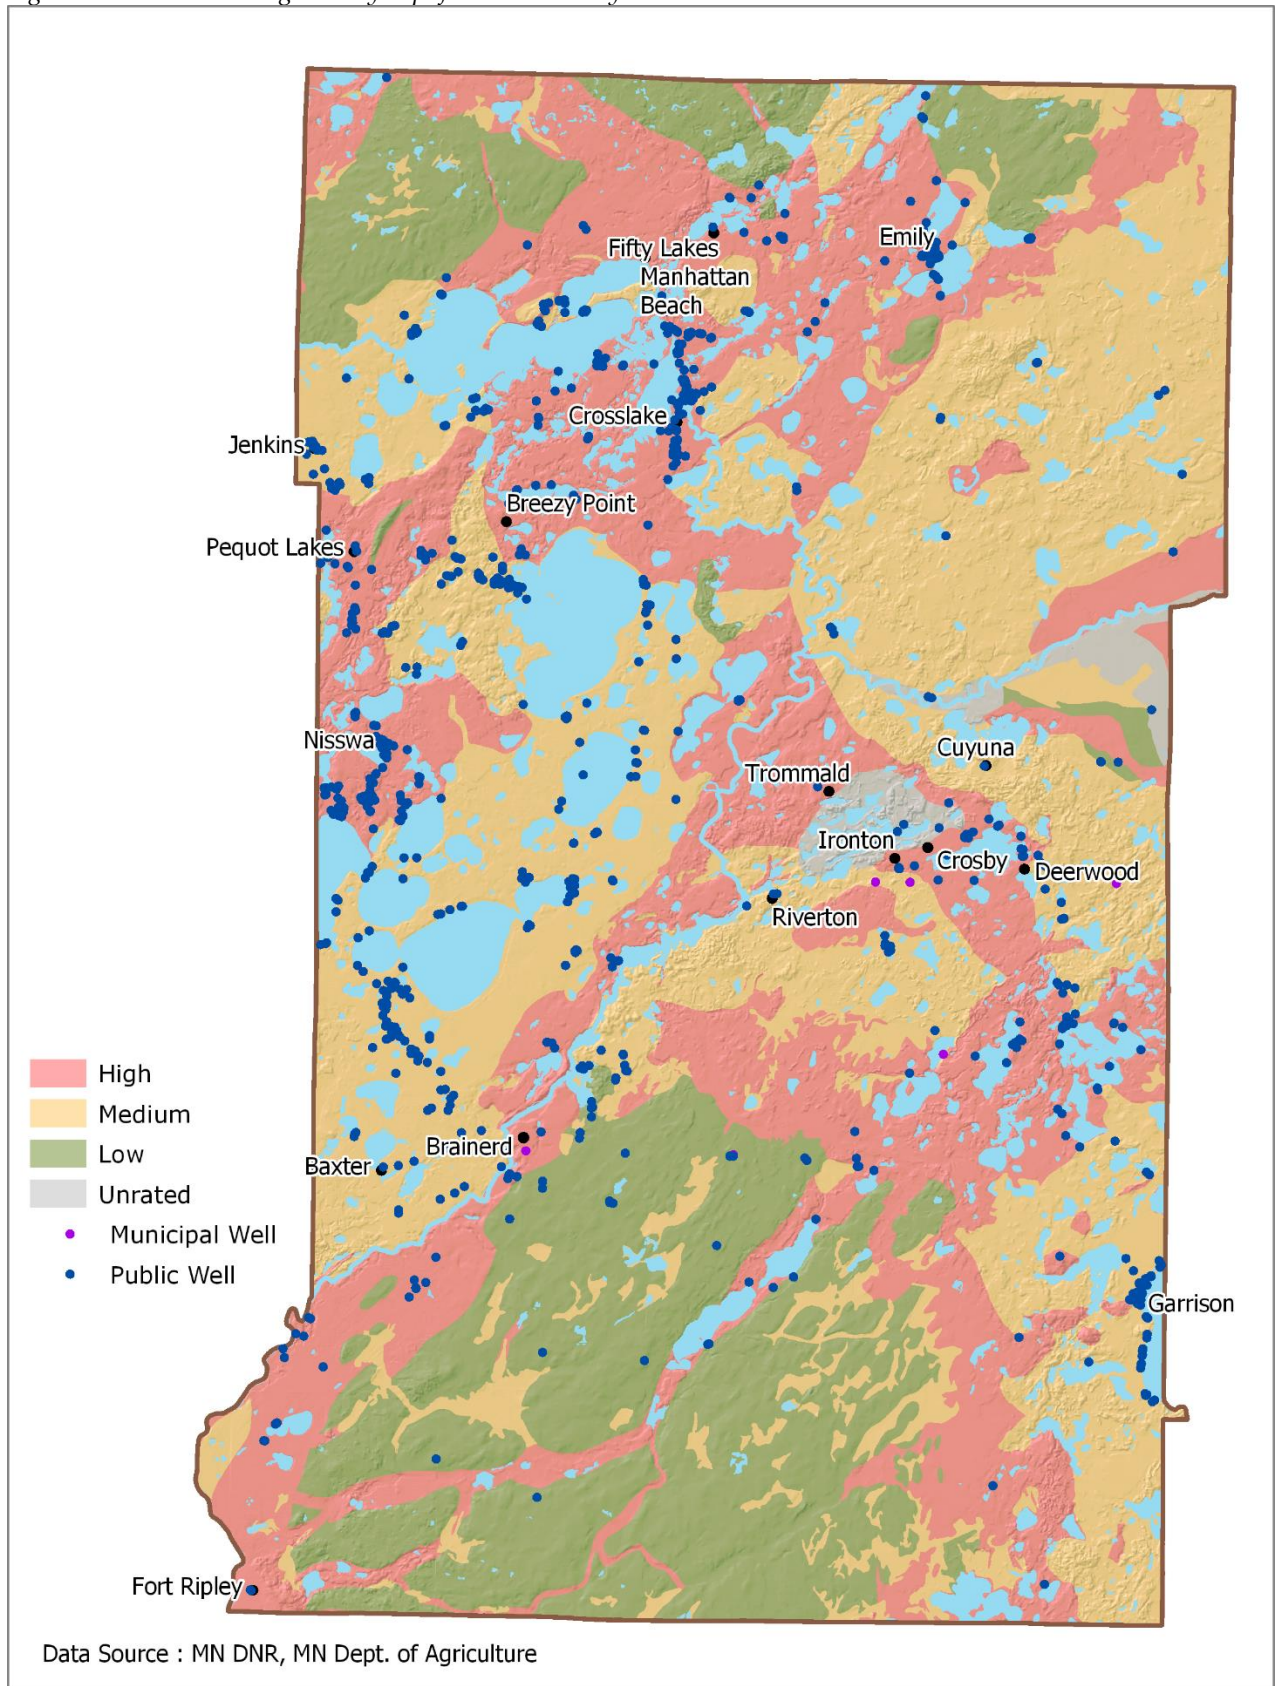 Fifty Lakes
Emily
Manhattan
Beach
Crosslake
Jenkins
Breezy Point
Pequot Lakes
Nisswa
Cuyuna
Trommald
Ironton
Crosby
Deerwood
Riverton
High
Medium
Low
Unrated
Municipal Well
Public Well
Brainerd
Baxter
Garrison
Fort Ripley
Data Source : MN DNR, MN Dept. of Agriculture